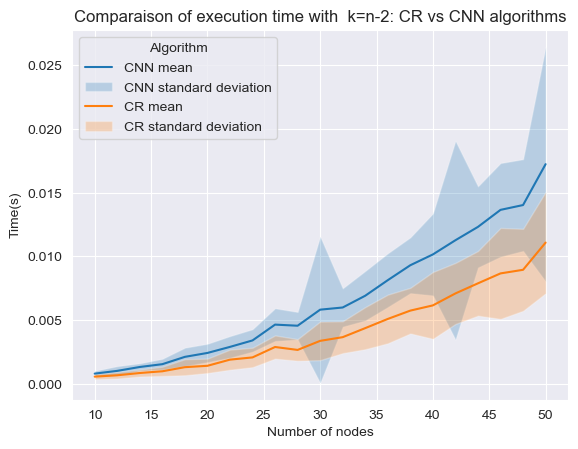 Comparaison of execution time with  k=n-2: CR vs CNN algorithms
Algorithm
CNN mean
CNN standard deviation
CR mean
CR standard deviation
0.025
0.020
0.015
0.010
0.005
0.000
Time(s)
10 15 20 25 30 35 40 45 50
Number of nodes